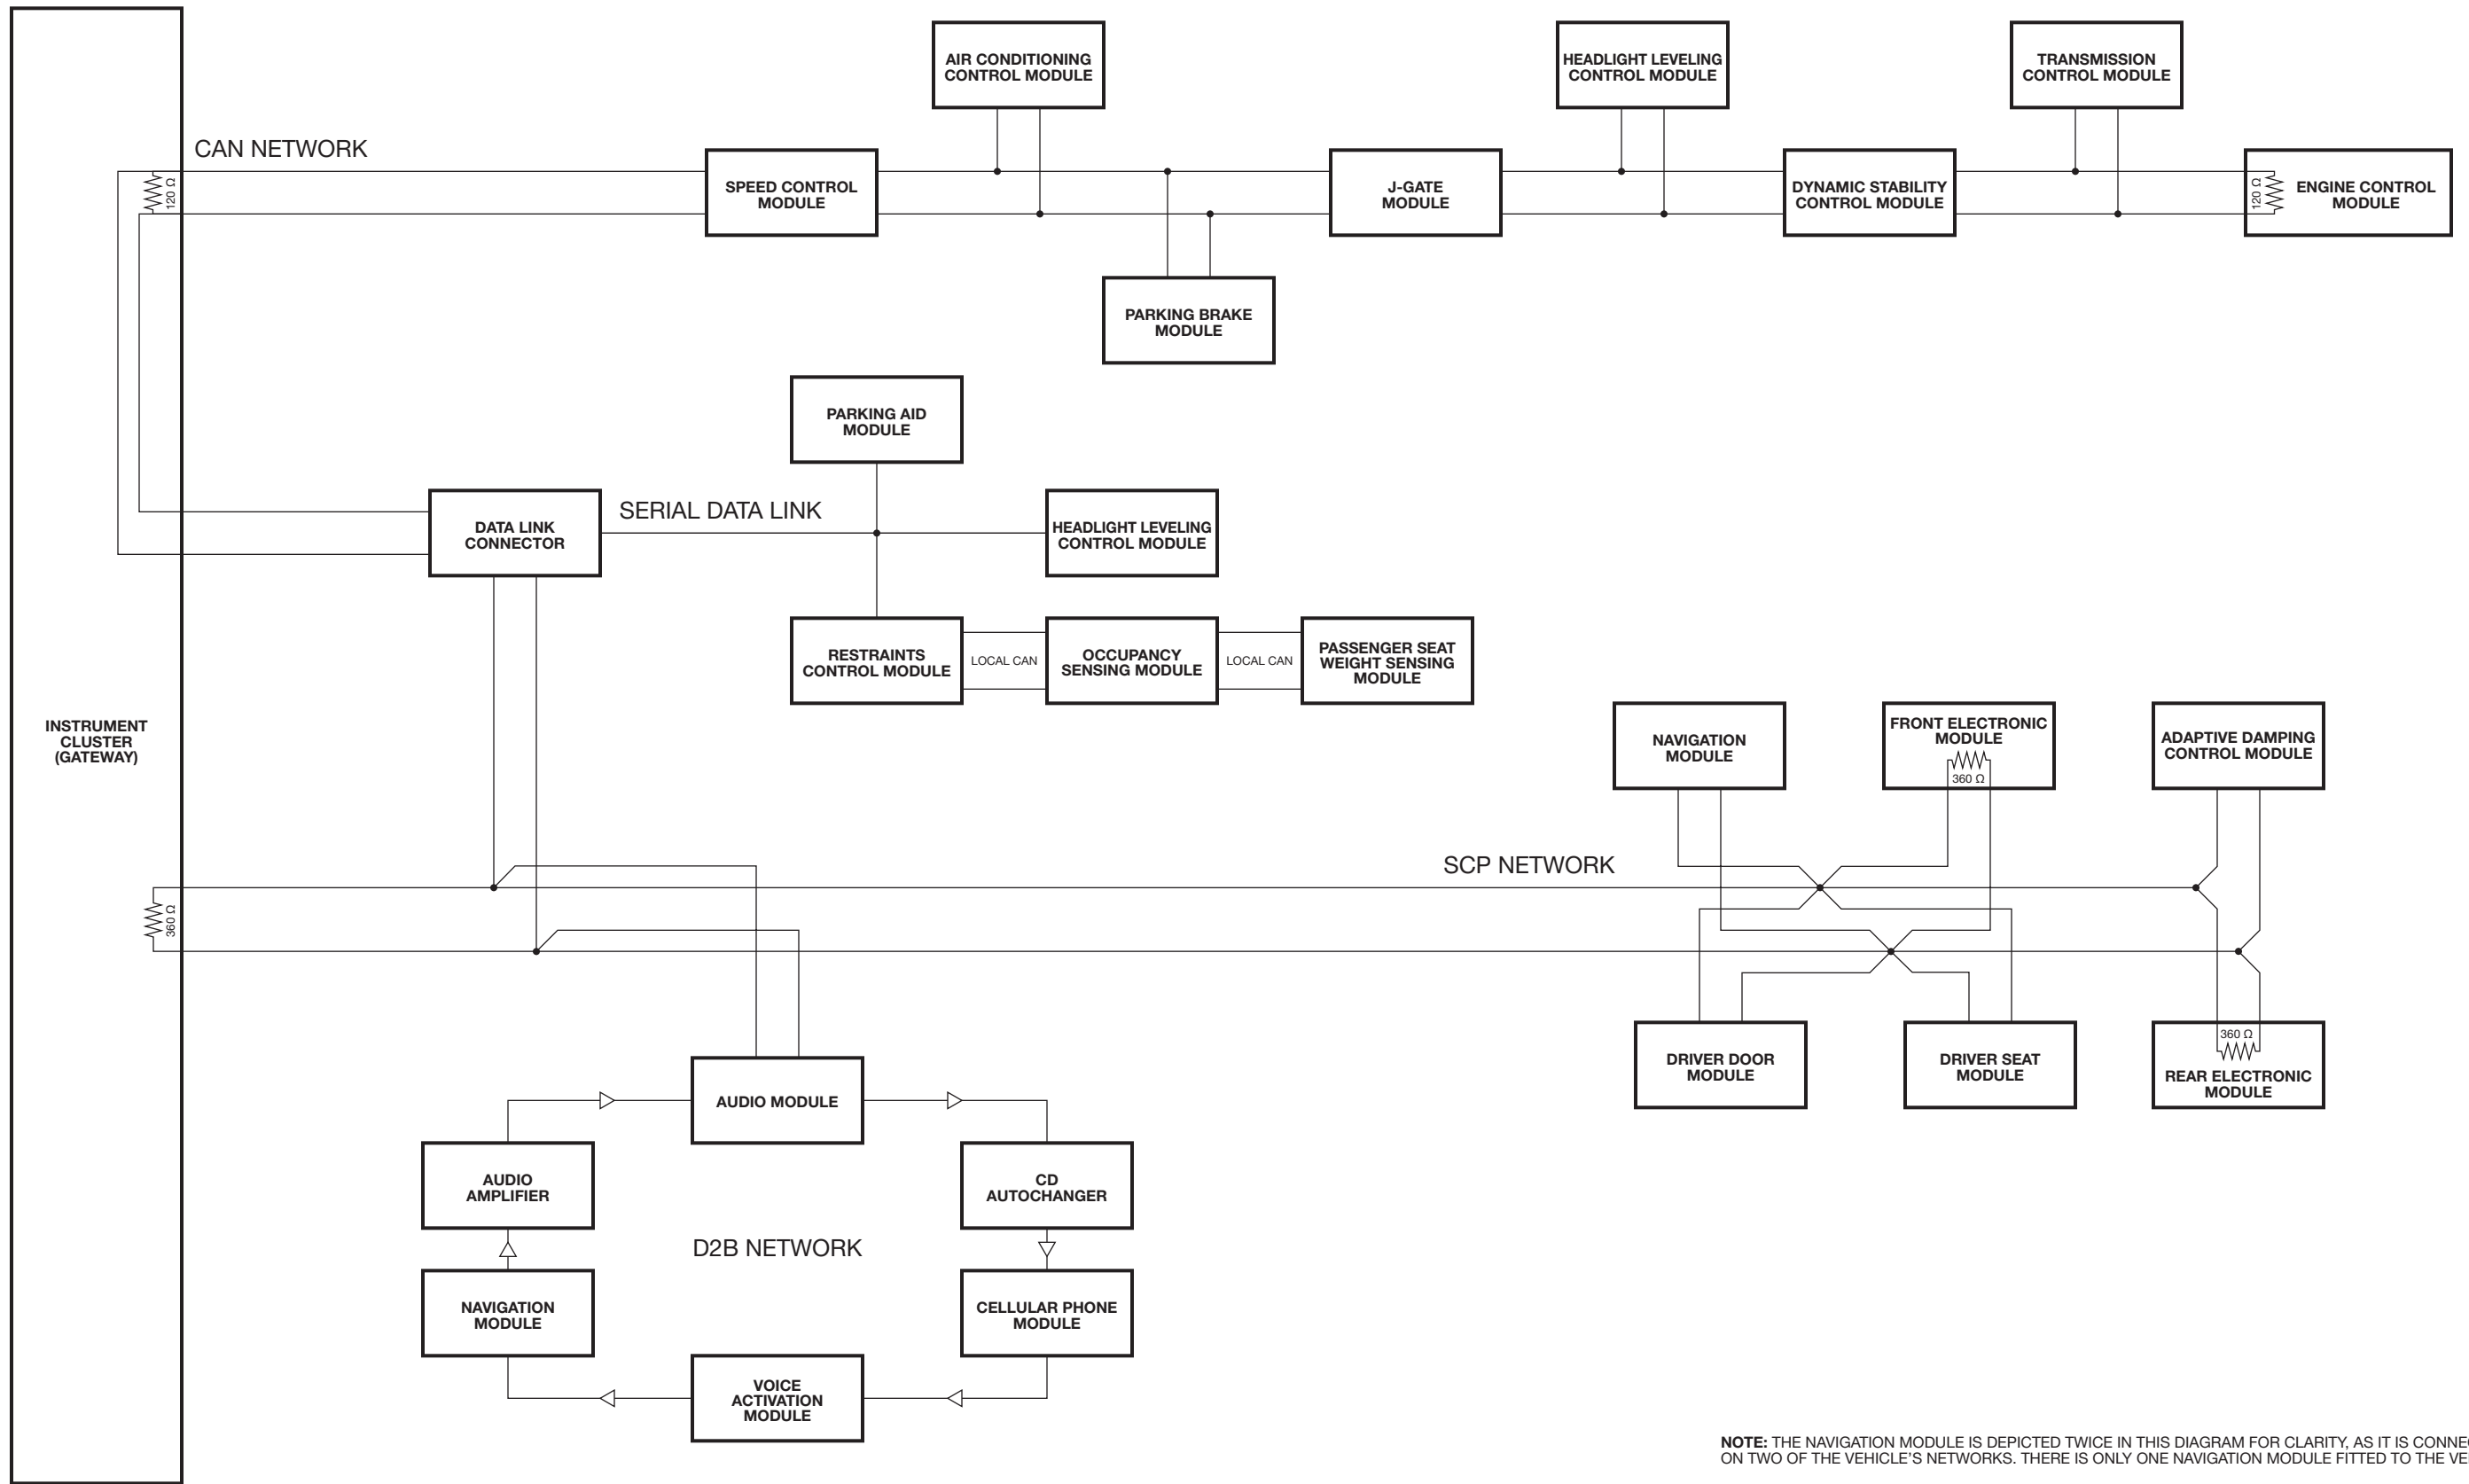 AIR CONDITIONING
CONTROL MODULE
HEADLIGHT LEVELING
CONTROL MODULE
TRANSMISSION
CONTROL MODULE
CAN NETWORK
120 Ω
SPEED CONTROL
MODULE
J-GATE
MODULE
DYNAMIC STABILITY
CONTROL MODULE
120 Ω
ENGINE CONTROL
MODULE
PARKING BRAKE
MODULE
PARKING AID
MODULE
DATA LINK
CONNECTOR
SERIAL DATA LINK
HEADLIGHT LEVELING
CONTROL MODULE
RESTRAINTS
CONTROL MODULE
LOCAL CAN
OCCUPANCY
SENSING MODULE
LOCAL CAN
PASSENGER SEAT
WEIGHT SENSING
MODULE
INSTRUMENT
CLUSTER
(GATEWAY)
NAVIGATION
MODULE
FRONT ELECTRONIC
MODULE
360 Ω
ADAPTIVE DAMPING
CONTROL MODULE
SCP NETWORK
360 Ω
DRIVER DOOR
MODULE
DRIVER SEAT
MODULE
360 Ω
REAR ELECTRONIC
MODULE
AUDIO MODULE
AUDIO
AMPLIFIER
CD
AUTOCHANGER
D2B NETWORK
NAVIGATION
MODULE
CELLULAR PHONE
MODULE
VOICE
ACTIVATION
MODULE
NOTE: THE NAVIGATION MODULE IS DEPICTED TWICE IN THIS DIAGRAM FOR CLARITY, AS IT IS
ON TWO OF THE VEHICLE'S NETWORKS. THERE IS ONLY ONE NAVIGATION MODULE FITTED TO THE